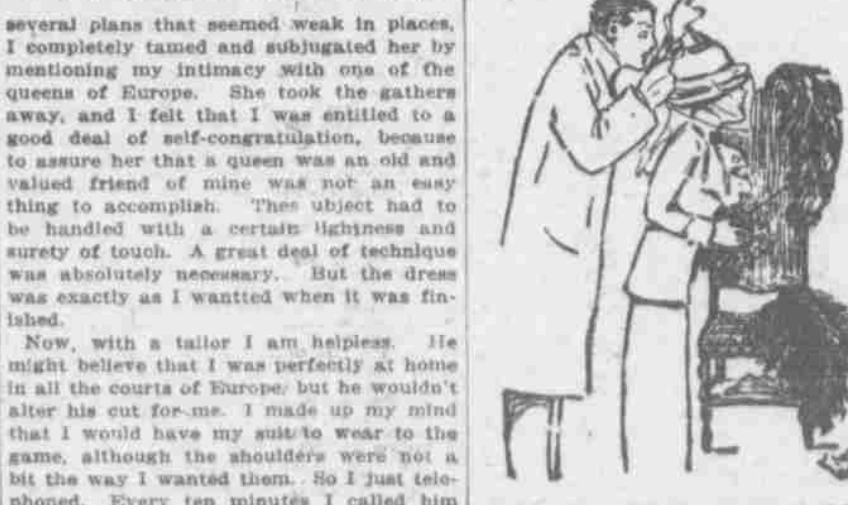 several plans that seemed weak in places,
I completely tamed and subjugated her by
mentioning my intimacy with one of the
queens of Europe. She took the gathers
away, and I felt that I was entitled to a
good deal of self-congratulation, because
to assure her that a queen was an old and
valued friend of mine was not an easy
thing to accomplish. Thes ubject had to
be handled with a certain lightness and
surety of touch. A great deal of technique
was absolutely necessary. But the dress
was exactly as I wantted when it was fin-
ished.
Now, with a tailor I am helpless. He
might believe that I was perfectly at home
in all the courts of Europe, but he wouldn't
alter his cut for me. I made up my mind
that I would have my suit to wear to the
game, although the shoulders were not a
bit the way I wanted them. So I just tele-
phoned. Every ten minutes I called him